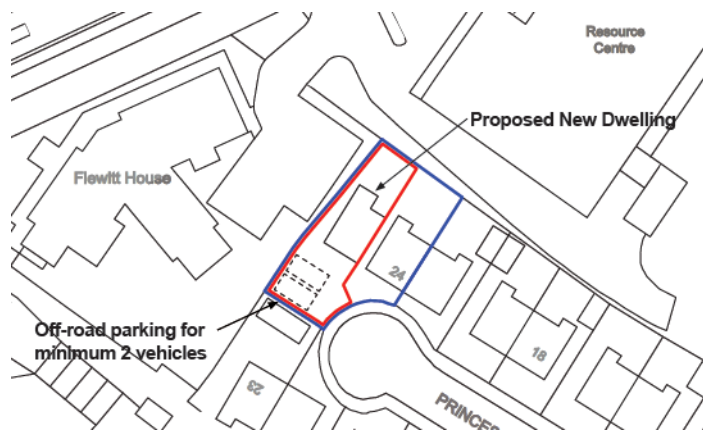 Resource
Centre
Proposed New Dwelling
Flewitt House
24
Off-road parking for
minimum 2 vehicles
18
23
PRINCES